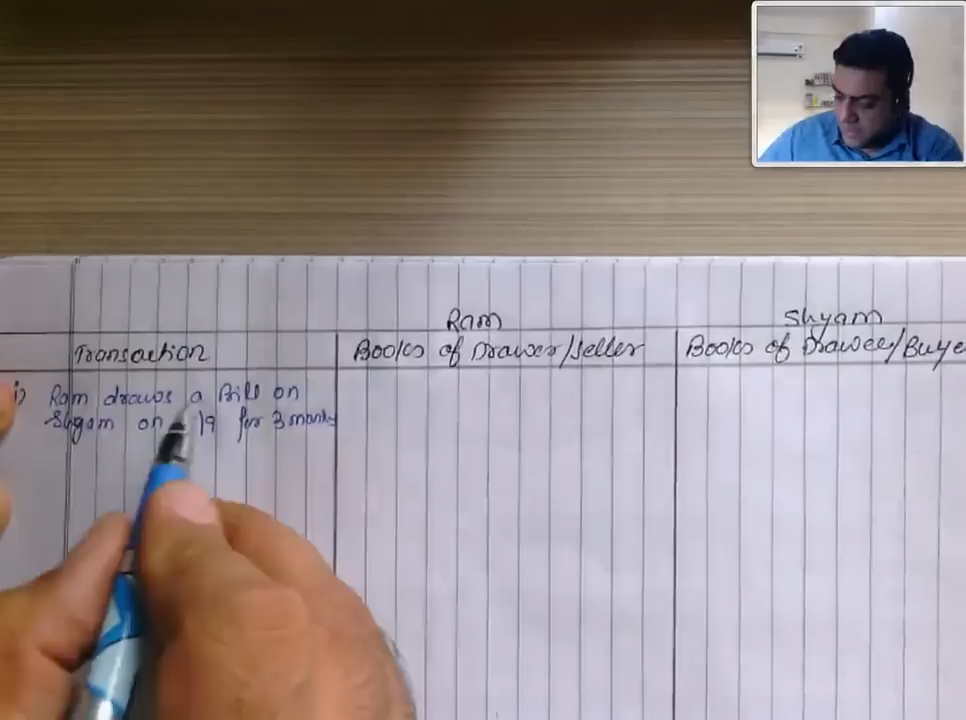 Ram Shyam
Transaction Books of Drawer/Seller Books of Drawee/Buye
i) Ram draws a Bill on
Shyam on 19 for 3 months